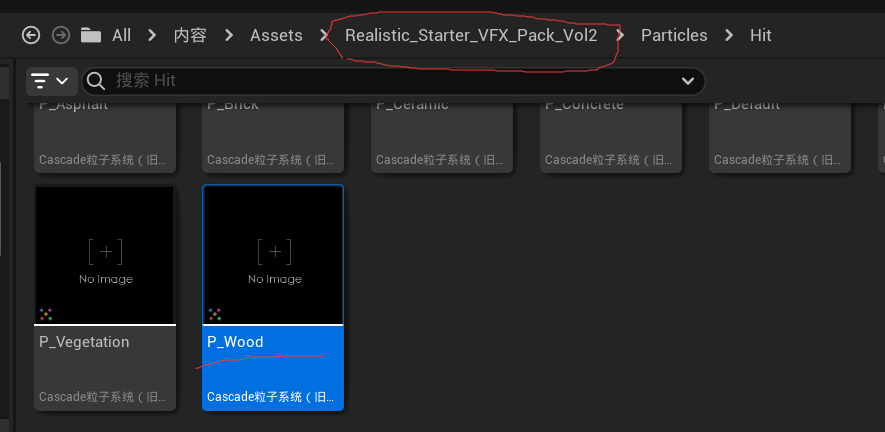 All > 内容 > Assets > Realistic_Starter_VFX_Pack_Vol2 > Particles > Hit
搜索 Hit
P_Asphalt P_Brick P_Ceramic P_Concrete P_Default
Cascade粒子系统（旧... Cascade粒子系统（旧... Cascade粒子系统（旧... Cascade粒子系统（旧... Cascade粒子系统（旧...
[+] [+]
No Image No Image
P_Vegetation P_Wood
Cascade粒子系统（旧... Cascade粒子系统（旧...